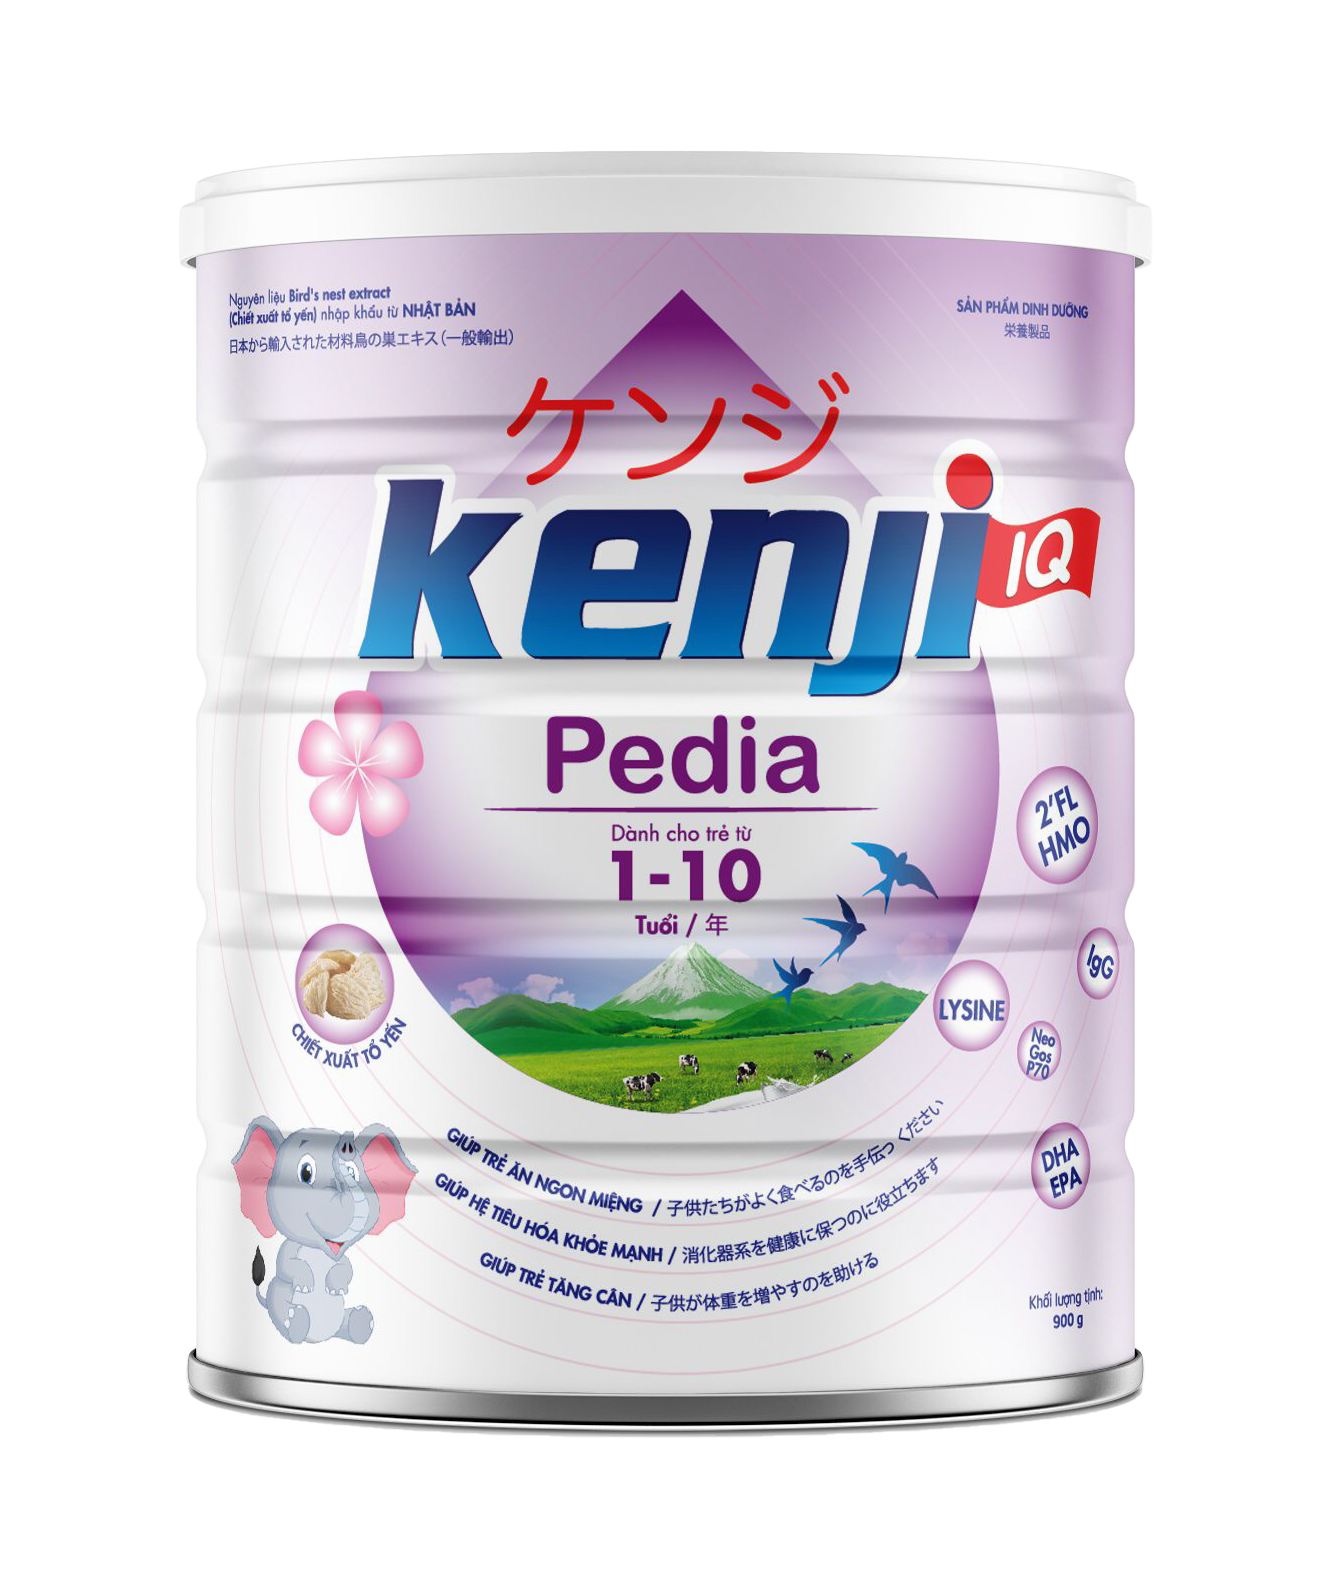 Nguyên liệu Bird's nest extract
(Chiết xuất tổ yến) nhập khẩu từ NHẬT BẢN
日本から輸入された材料鳥の巣エキス（一般輸出）
SẢN PHẨM DINH DƯỠNG
栄養製品
ケンジ
kenji
IQ
Pedia
Dành cho trẻ từ
1-10
Tuổi / 年
2'FL
HMO
IgG
LYSINE
Neo
Gos
P70
DHA
EPA
CHIẾT XUẤT TỔ YẾN
GIÚP TRẺ ĂN NGON MIỆNG / 子供たちがよく食べるのを手伝っください
GIÚP HỆ TIÊU HÓA KHỎE MẠNH / 消化器系を健康に保つのに役立ちます
GIÚP TRẺ TĂNG CÂN / 子供が体重を増やすのを助ける
Khối lượng tịnh:
900 g